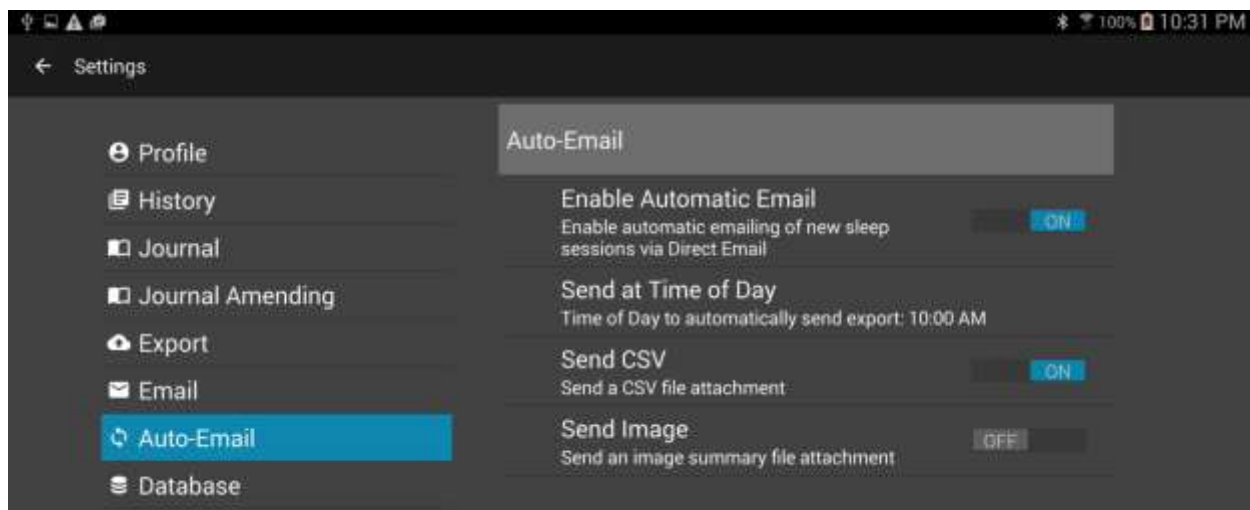 100% 10:31 PM
Settings
Profile
History
Journal
Journal Amending
Export
Email
Auto-Email
Database
Auto-Email
Enable Automatic Email
Enable automatic emailing of new sleep
sessions via Direct Email
ON
Send at Time of Day
Time of Day to automatically send export: 10:00 AM
Send CSV
Send a CSV file attachment
ON
Send Image
Send an image summary file attachment
OFF